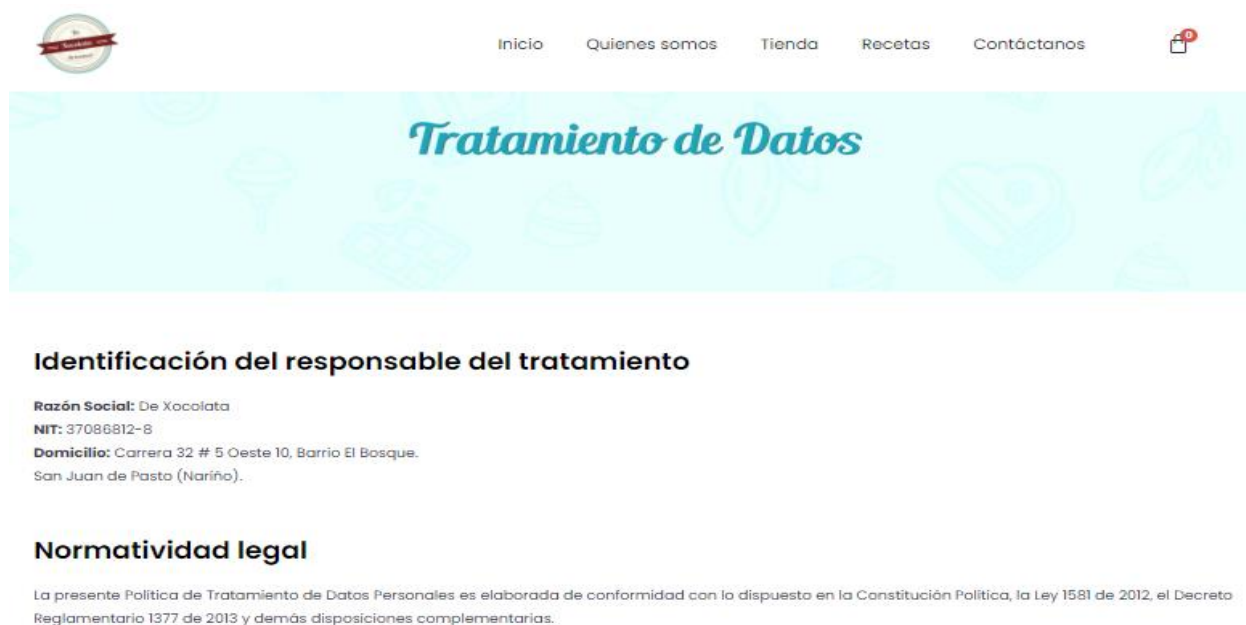 Xocolata
Inicio Quienes somos Tienda Recetas Contáctanos 0
Tratamiento de Datos
Identificación del responsable del tratamiento
Razón Social: De Xocolata
NIT: 37086812-8
Domicilio: Carrera 32 # 5 Oeste 10, Barrio El Bosque.
San Juan de Pasto (Nariño).
Normatividad legal
La presente Política de Tratamiento de Datos Personales es elaborada de conformidad con lo dispuesto en la Constitución Política, la Ley 1581 de 2012, el Decreto
Reglamentario 1377 de 2013 y demás disposiciones complementarias.